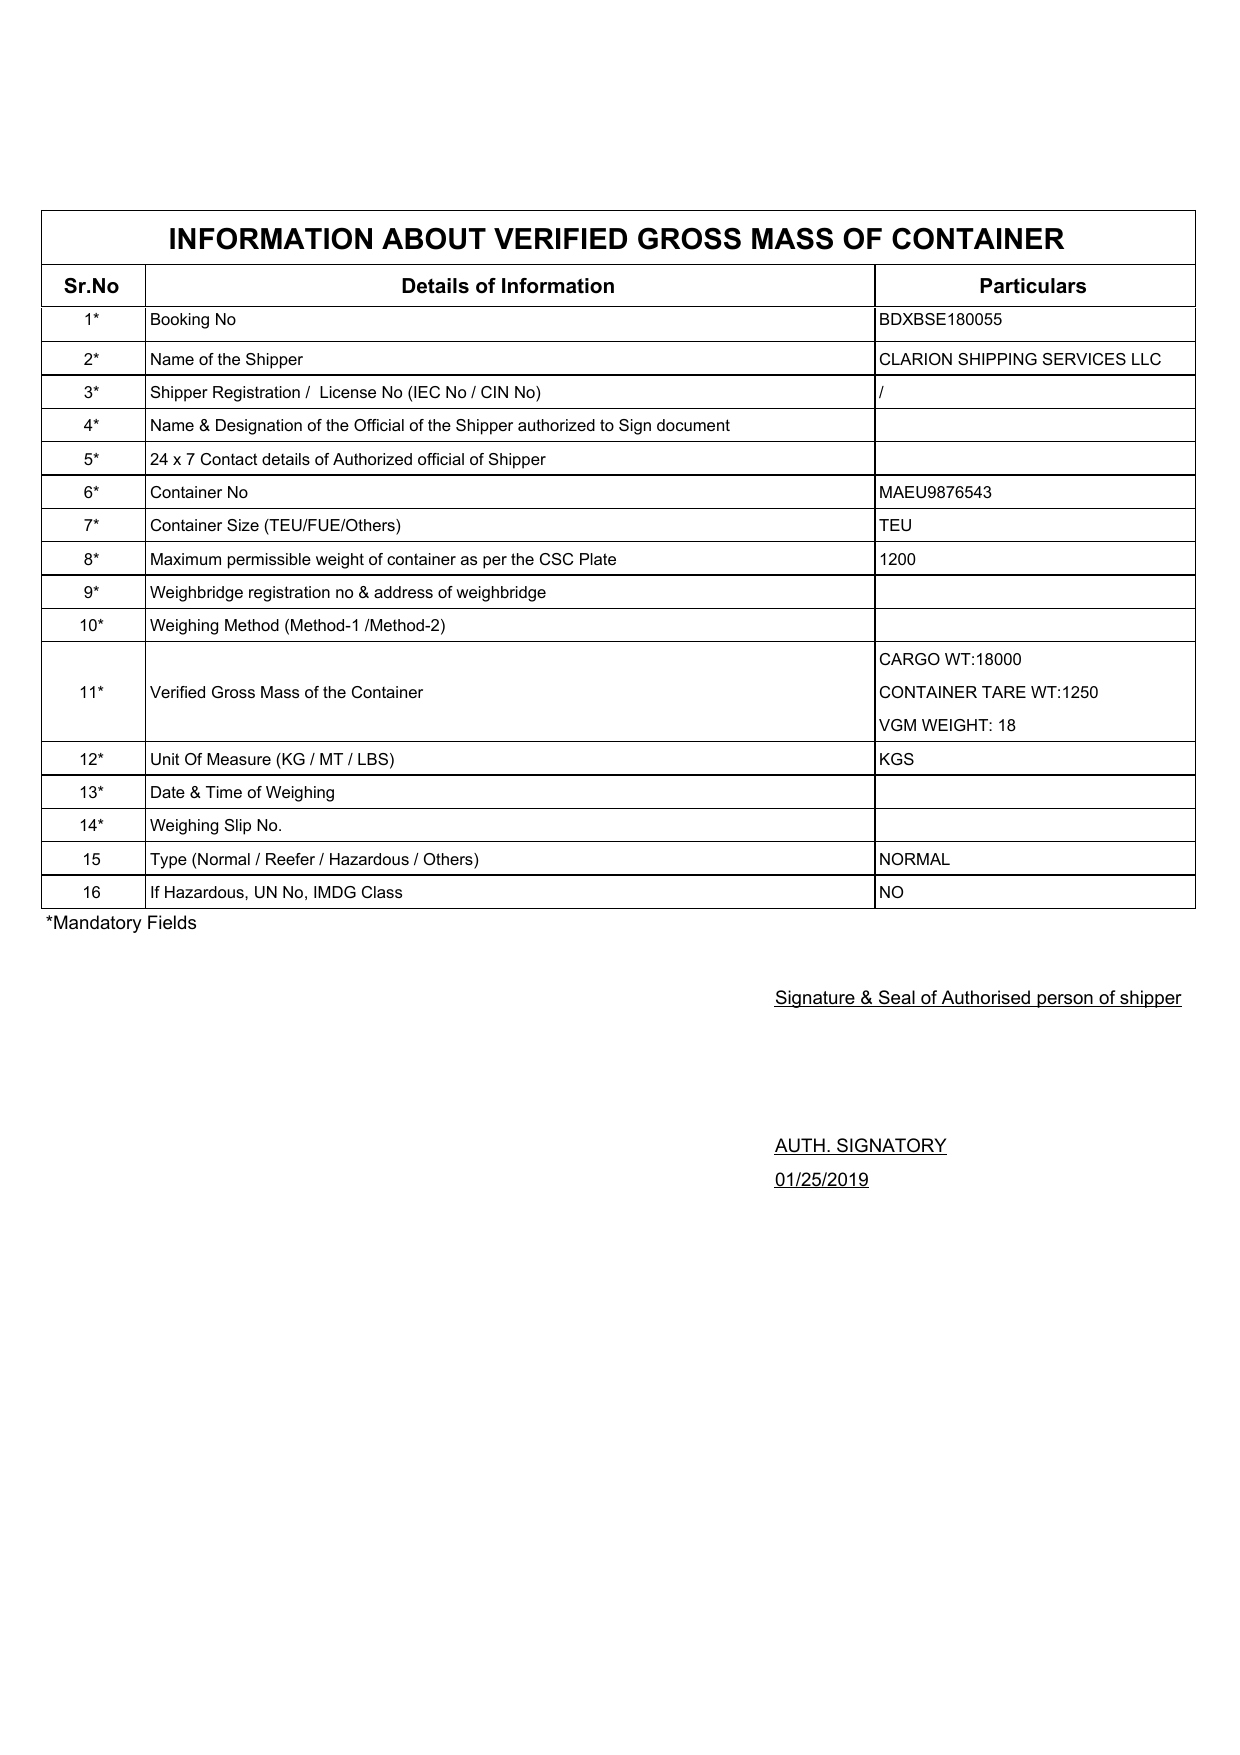 INFORMATION ABOUT VERIFIED GROSS MASS OF CONTAINER
Sr.No Details of Information Particulars
1* Booking No BDXBSE180055
2* Name of the Shipper CLARION SHIPPING SERVICES LLC
3* Shipper Registration / License No (IEC No / CIN No) /
4* Name & Designation of the Official of the Shipper authorized to Sign document
5* 24 x 7 Contact details of Authorized official of Shipper
6* Container No MAEU9876543
7* Container Size (TEU/FUE/Others) TEU
8* Maximum permissible weight of container as per the CSC Plate 1200
9* Weighbridge registration no & address of weighbridge
10* Weighing Method (Method-1 /Method-2)
CARGO WT:18000
11* Verified Gross Mass of the Container CONTAINER TARE WT:1250
VGM WEIGHT: 18
12* Unit Of Measure (KG / MT / LBS) KGS
13* Date & Time of Weighing
14* Weighing Slip No.
15 Type (Normal / Reefer / Hazardous / Others) NORMAL
16 If Hazardous, UN No, IMDG Class NO
*Mandatory Fields
Signature & Seal of Authorised person of shipper
AUTH. SIGNATORY
01/25/2019